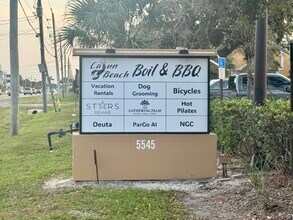 Cajun Beach Boil & BBQ
Vacation Rentals
Dog Grooming
Bicycles
STARS
REHAB
GATHERING PALM
Hot Pilates
Deuta
ParGo AI
NGC
5545